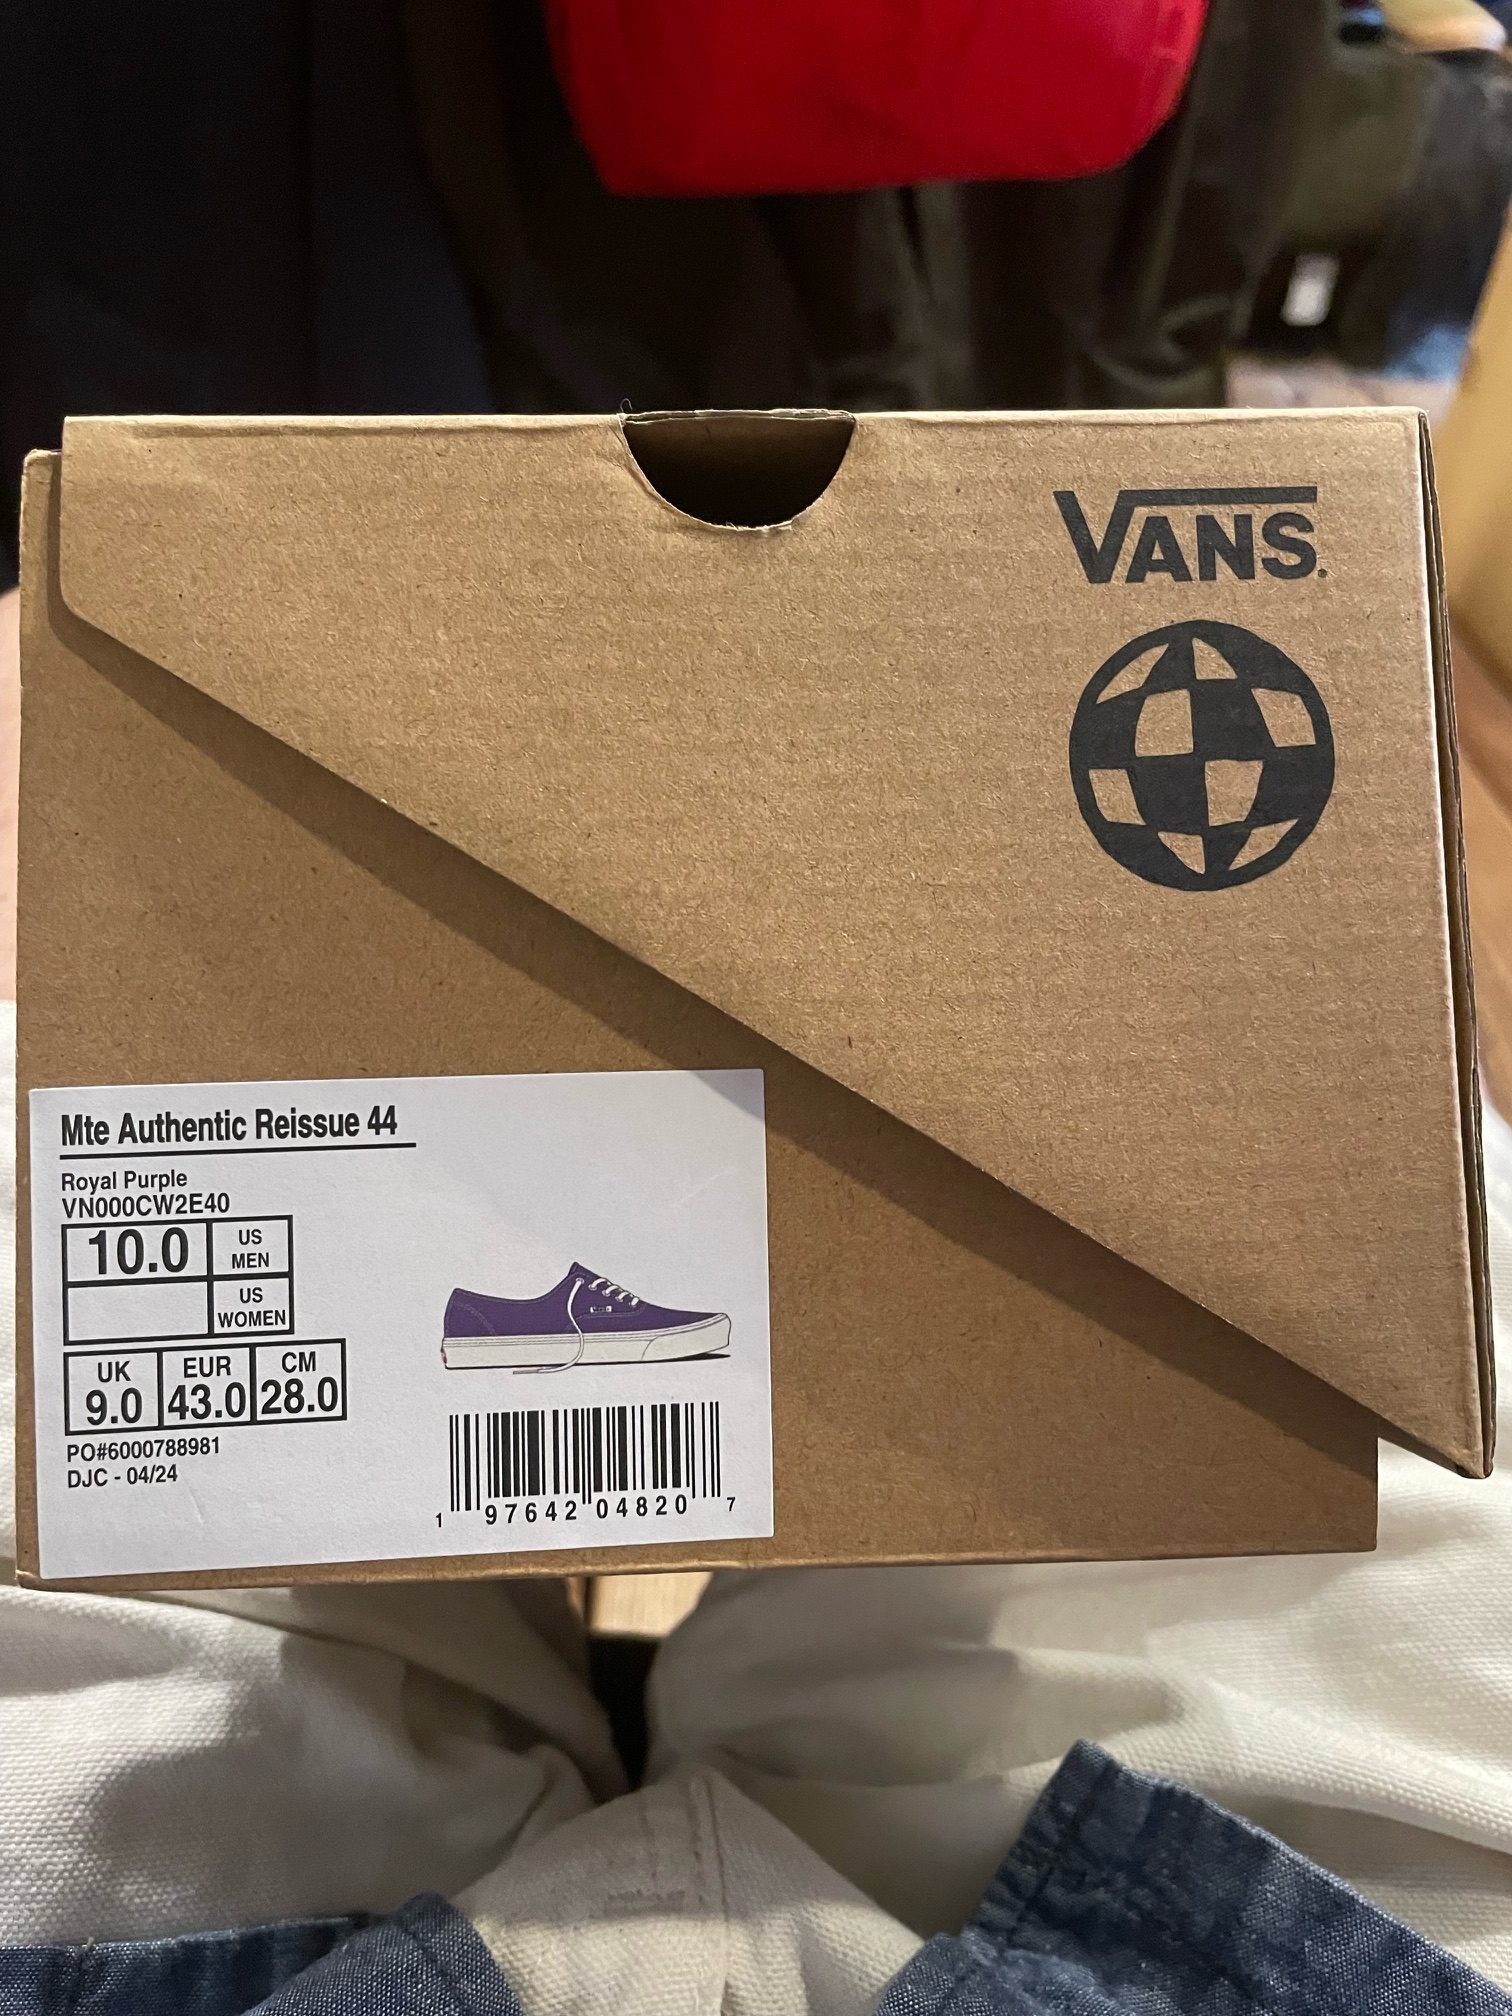 VANS.
Mte Authentic Reissue 44
Royal Purple
VN000CW2E40
10.0 US MEN
US WOMEN
UK EUR CM
9.0 43.0 28.0
PO#6000788981
DJC - 04/24
1 97642 04820 7